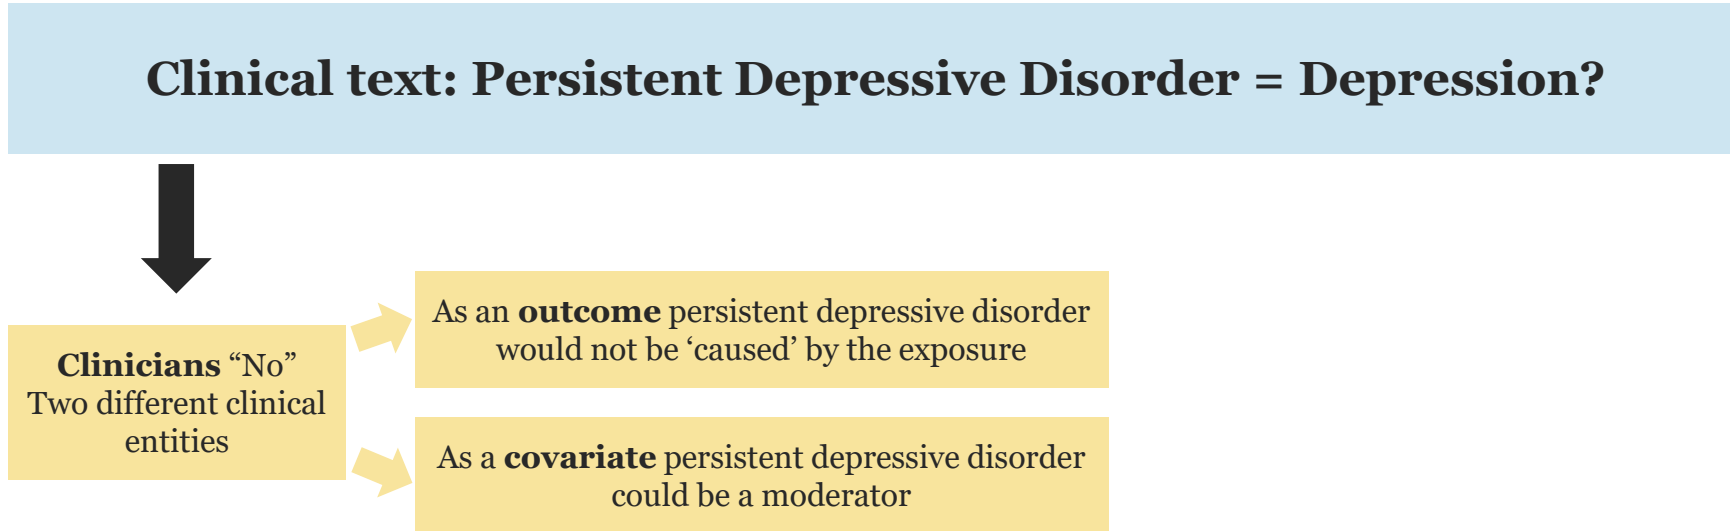 Clinical text: Persistent Depressive Disorder = Depression?
Clinicians “No”
Two different clinical
entities
As an outcome persistent depressive disorder
would not be ‘caused’ by the exposure
As a covariate persistent depressive disorder
could be a moderator